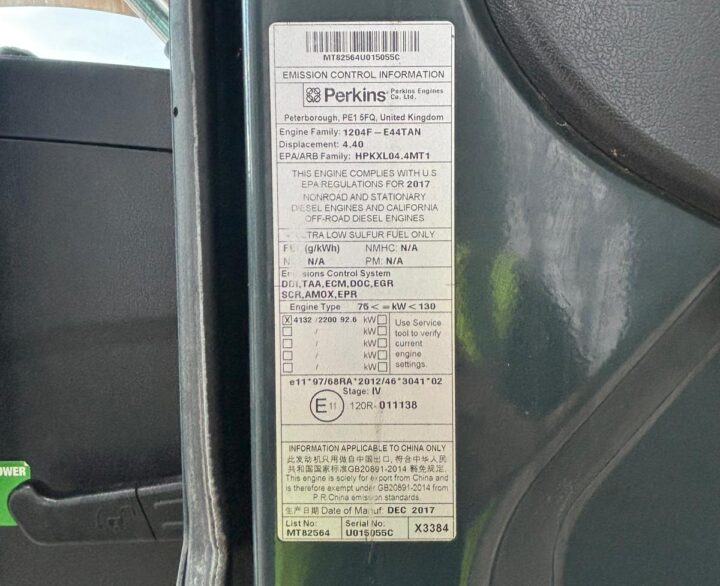 MT82564U015055C
EMISSION CONTROL INFORMATION
Perkins Perkins Engines Co. Ltd.
Peterborough, PE1 5FQ, United Kingdom
Engine Family: 1204F-E44TAN
Displacement: 4.40
EPA/ARB Family: HPKXL04.4MT1
THIS ENGINE COMPLIES WITH U.S
EPA REGULATIONS FOR 2017
NONROAD AND STATIONARY
DIESEL ENGINES AND CALIFORNIA
OFF-ROAD DIESEL ENGINES
LOW SULFUR FUEL ONLY
(g/kWh) NMHC: N/A
N/A PM: N/A
Emissions Control System
DDI,TAA,ECM,DOC,EGR
SCR,AMOX,EPR
Engine Type 75<=kW<130
X 4132 /2200 92.6 kW
/ kW
/ kW
/ kW
/ kW
Use Service
tool to verify
current
engine
settings.
e11*97/68RA*2012/46*3041*02
Stage: IV
E11 120R-011138
INFORMATION APPLICABLE TO CHINA ONLY
此发动机只用做自中国出口, 符合中华人民
共和国国家标准GB20891-2014 豁免规定.
This engine is solely for export from China and
is therefore exempt under GB20891-2014 from
P.R.China emission standards.
生产日期 Date of Manuf: DEC 2017
List No:
MT82564
Serial No:
U015055C
X3384
POWER